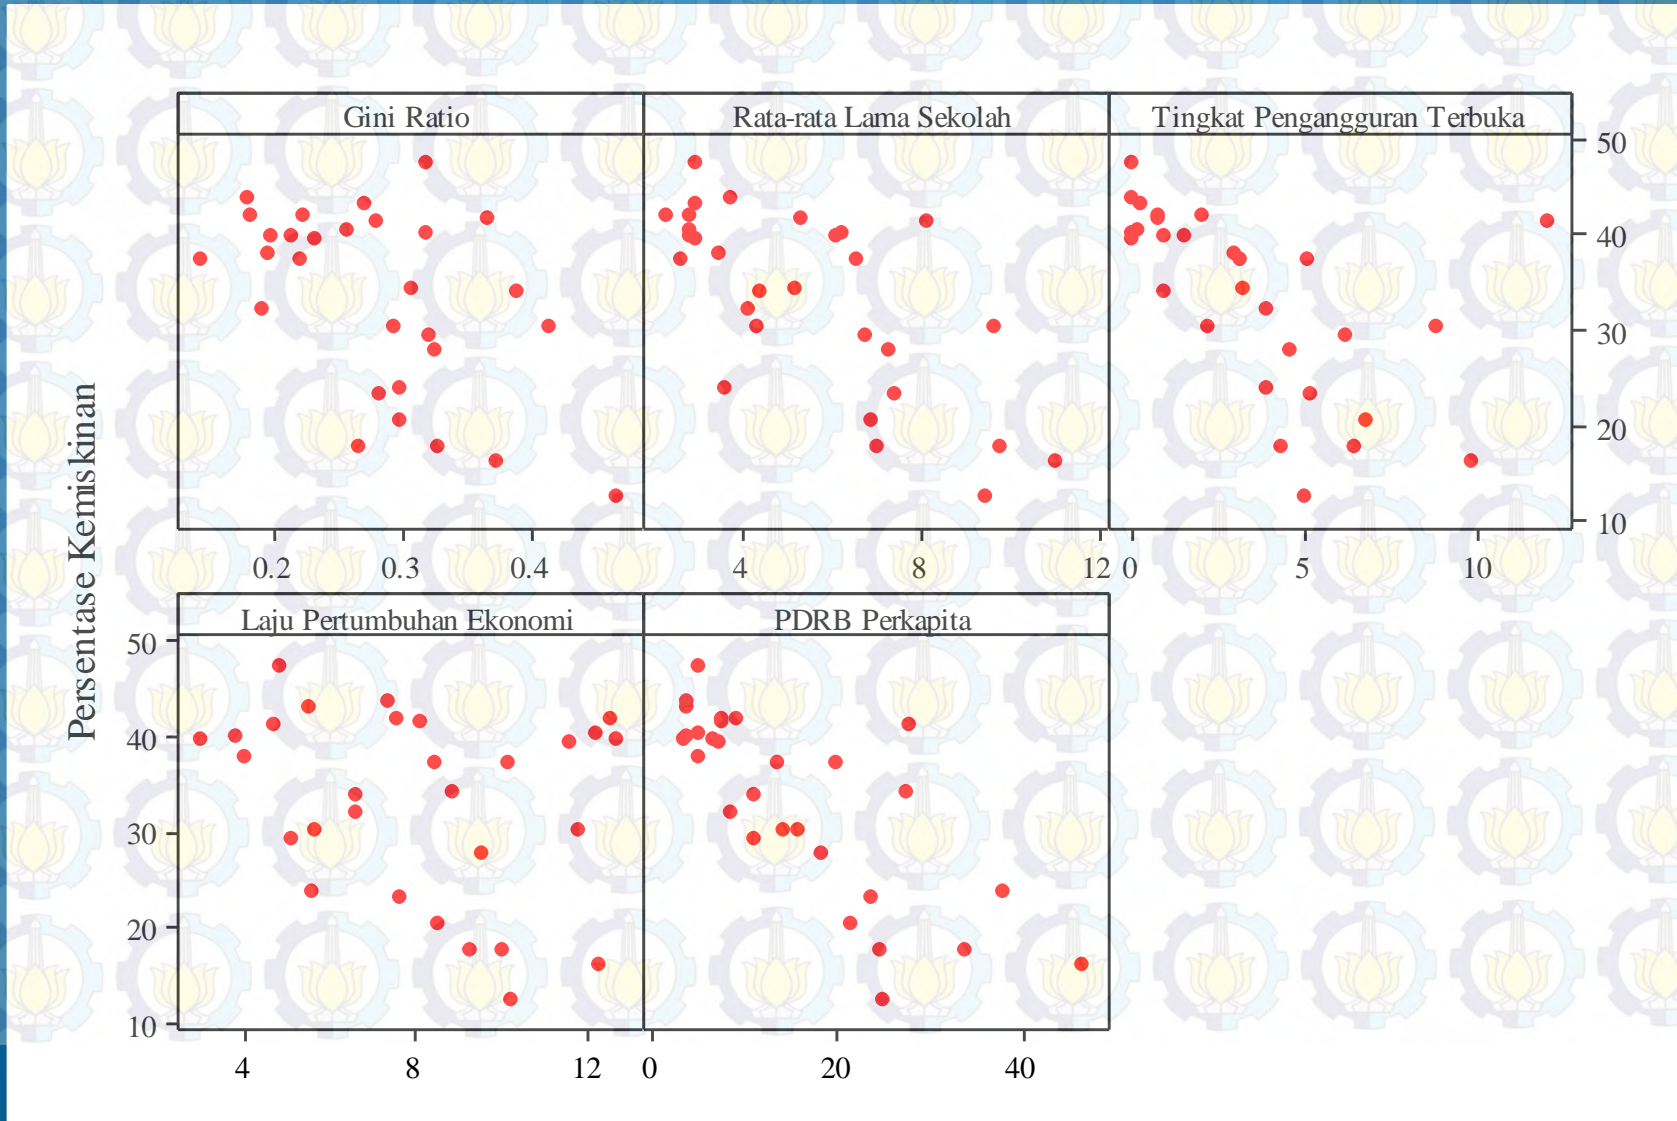 Gini Ratio
Rata-rata Lama Sekolah
Tingkat Pengangguran Terbuka
50
40
30
20
10
0.2 0.3 0.4
4 8 12
0 5 10
Persentase Kemiskinan
Laju Pertumbuhan Ekonomi
PDRB Perkapita
50
40
30
20
10
4 8 12
0 20 40